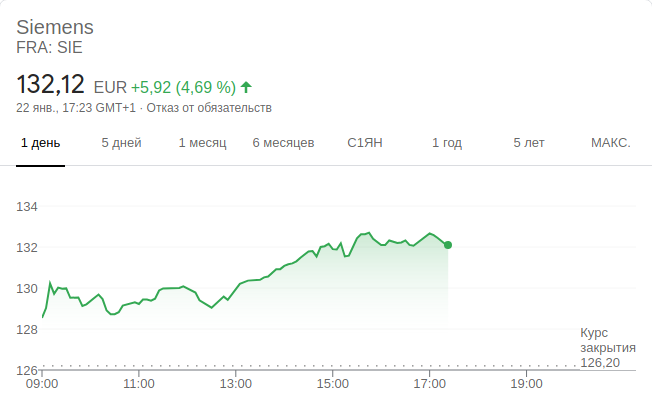 Siemens
FRA: SIE
132,12 EUR +5,92 (4,69 %)
22 янв., 17:23 GMT+1 · Отказ от обязательств
1 день 5 дней 1 месяц 6 месяцев С1ЯН 1 год 5 лет МАКС.
134
132
130
128
Курс
закрытия
126,20
126
09:00 11:00 13:00 15:00 17:00 19:00